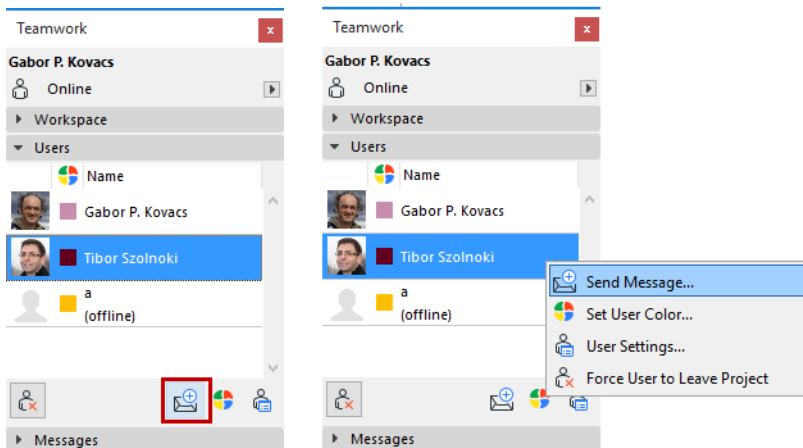 Teamwork
x
Gabor P. Kovacs
Online
Workspace
Users
Name
Gabor P. Kovacs
Tibor Szolnoki
a
(offline)
Messages
Teamwork
x
Gabor P. Kovacs
Online
Workspace
Users
Name
Gabor P. Kovacs
Tibor Szolnoki
a
(offline)
Send Message...
Set User Color...
User Settings...
Force User to Leave Project
Messages